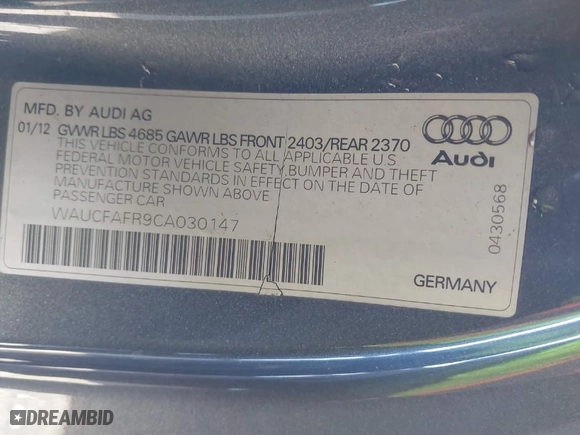 MFD. BY AUDI AG
01/12 GVWR LBS 4685 GAWR LBS FRONT 2403/REAR 2370
THIS VEHICLE CONFORMS TO ALL APPLICABLE U.S
FEDERAL MOTOR VEHICLE SAFETY,BUMPER AND THEFT
PREVENTION STANDARDS IN EFFECT ON THE DATE OF
MANUFACTURE SHOWN ABOVE
PASSENGER CAR
WAUCFAFR9CA030147
Audi
0430568
GERMANY
DREAMBID